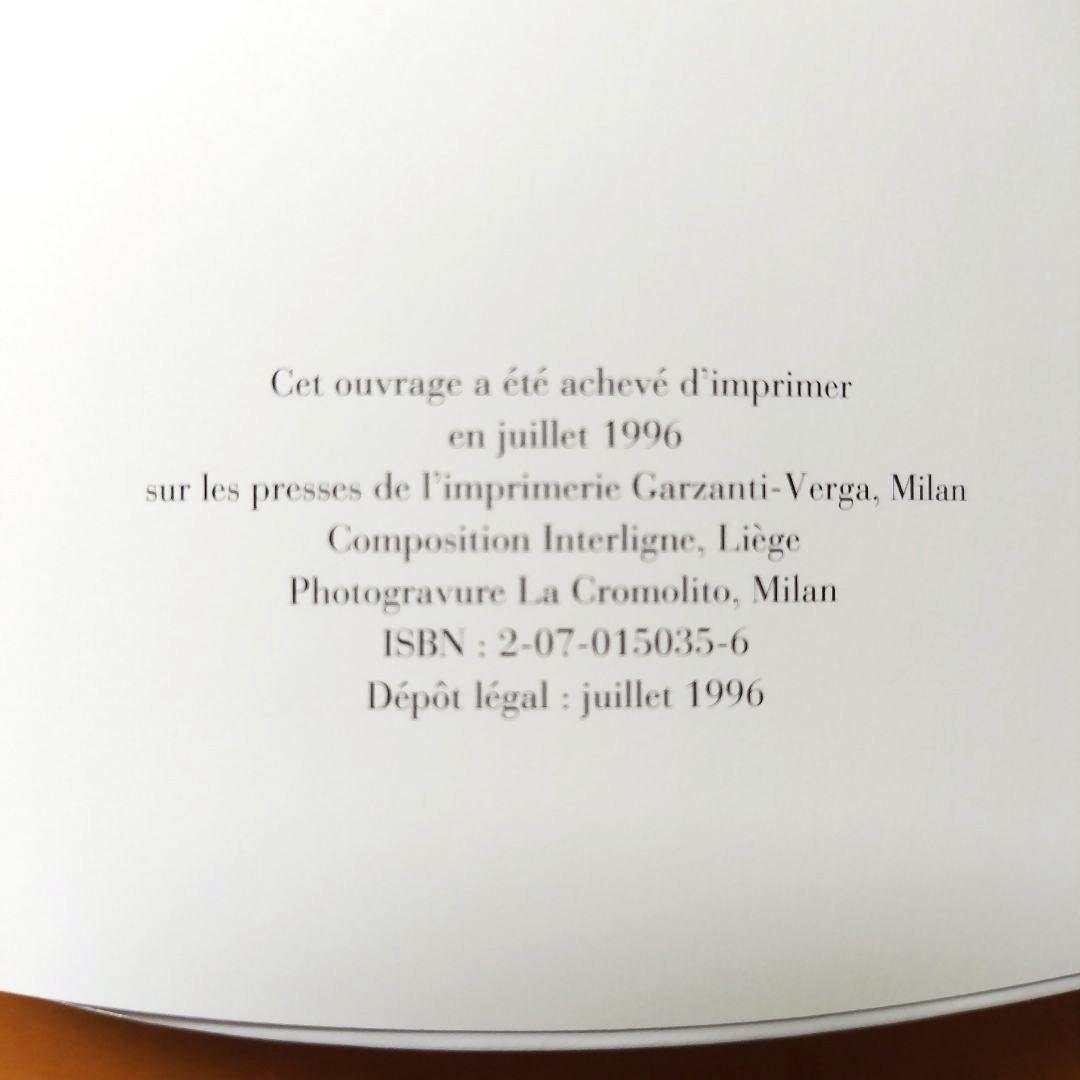 Cet ouvrage a été achevé d'imprimer
en juillet 1996
sur les presses de l'imprimerie Garzanti-Verga, Milan
Composition Interligne, Liège
Photogravure La Cromolito, Milan
ISBN : 2-07-015035-6
Dépôt légal : juillet 1996